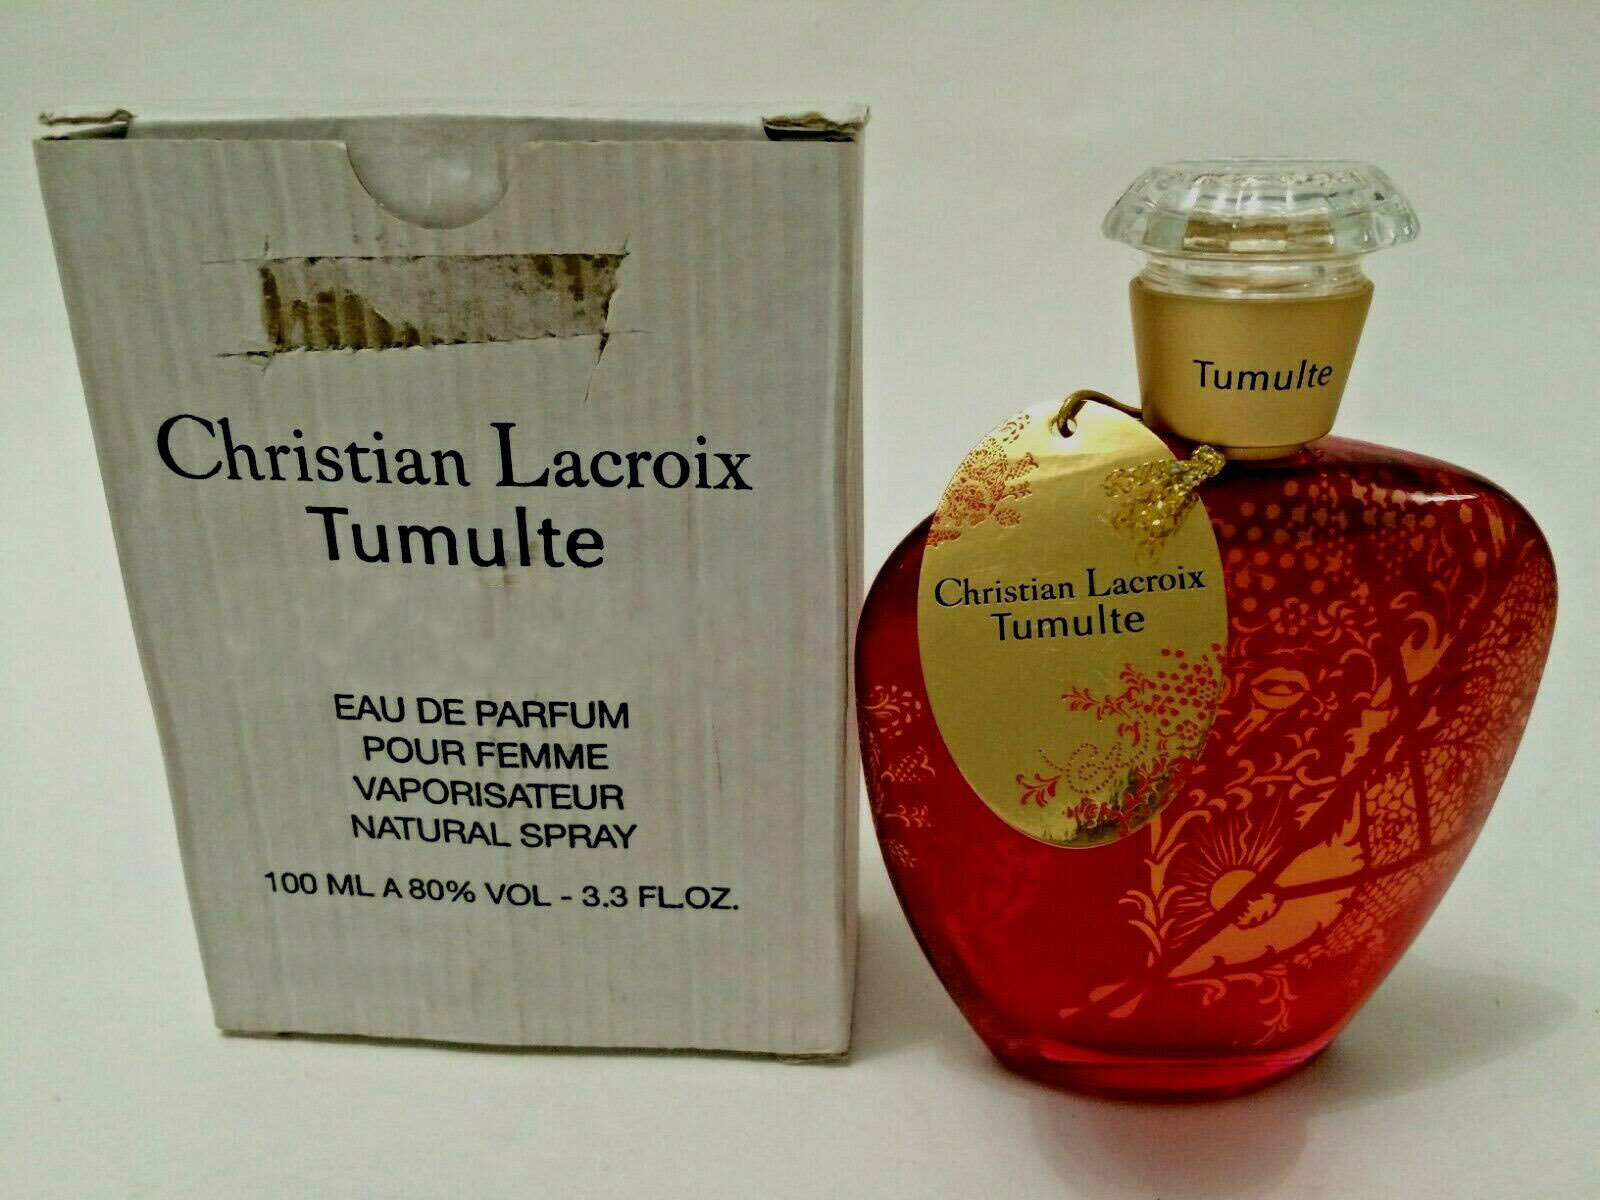 Christian Lacroix
Tumulte
EAU DE PARFUM
POUR FEMME
VAPORISATEUR
NATURAL SPRAY
100 ML A 80% VOL - 3.3 FL.OZ.
Tumulte
Christian Lacroix
Tumulte